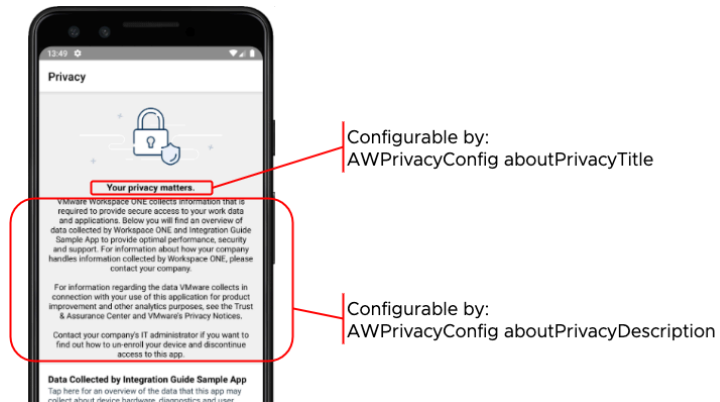 12:49
Privacy
Your privacy matters.
VMware Workspace ONE collects information that is
required to provide secure access to your work data
and applications. Below you will find an overview of
data collected by Workspace ONE and Integration Guide
Sample App to provide optimal performance, security
and support. For information about how your company
handles information collected by Workspace ONE, please
contact your company.
For information regarding the data VMware collects in
connection with your use of this application for product
improvement and other analytics purposes, see the Trust
& Assurance Center and VMware's Privacy Notices.
Contact your company's IT administrator if you want to
find out how to un-enroll your device and discontinue
access to this app.
Data Collected by Integration Guide Sample App
Tap here for an overview of the data that this app may
collect about device hardware, diagnostics and user
Configurable by:
AWPrivacyConfig aboutPrivacyTitle
Configurable by:
AWPrivacyConfig aboutPrivacyDescription